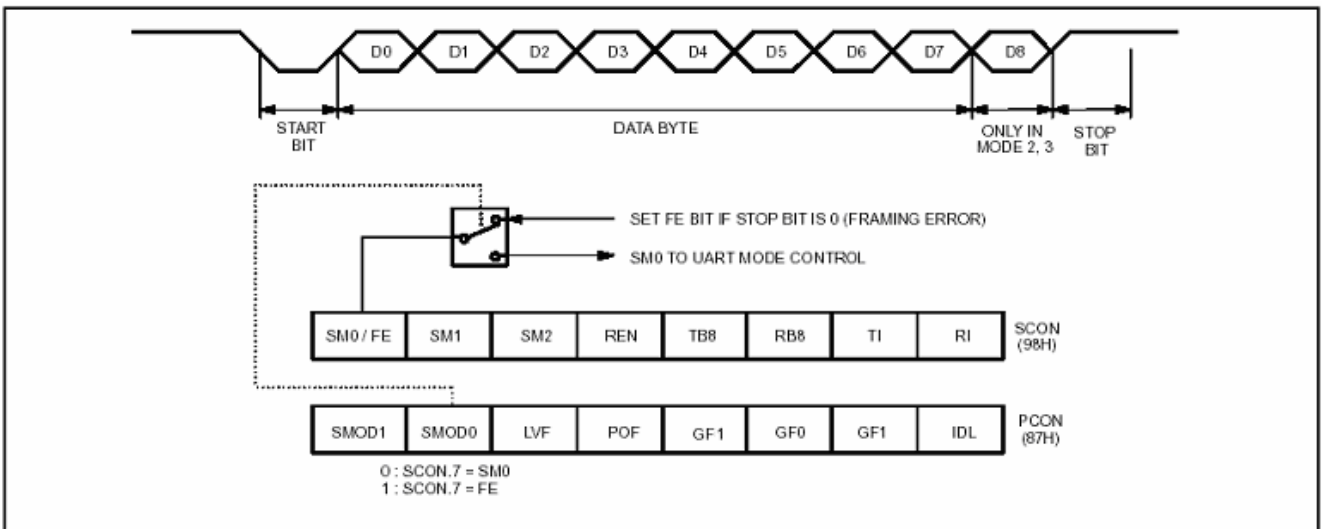 D0 D1 D2 D3 D4 D5 D6 D7 D8
START
BIT
DATA BYTE
ONLY IN
MODE 2, 3
STOP
BIT
SET FE BIT IF STOP BIT IS 0 (FRAMING ERROR)
SM0 TO UART MODE CONTROL
SM0 / FE SM1 SM2 REN TB8 RB8 TI RI
SCON
(98H)
SMOD1 SMOD0 LVF POF GF1 GF0 GF1 IDL
PCON
(87H)
0 : SCON.7 = SM0
1 : SCON.7 = FE